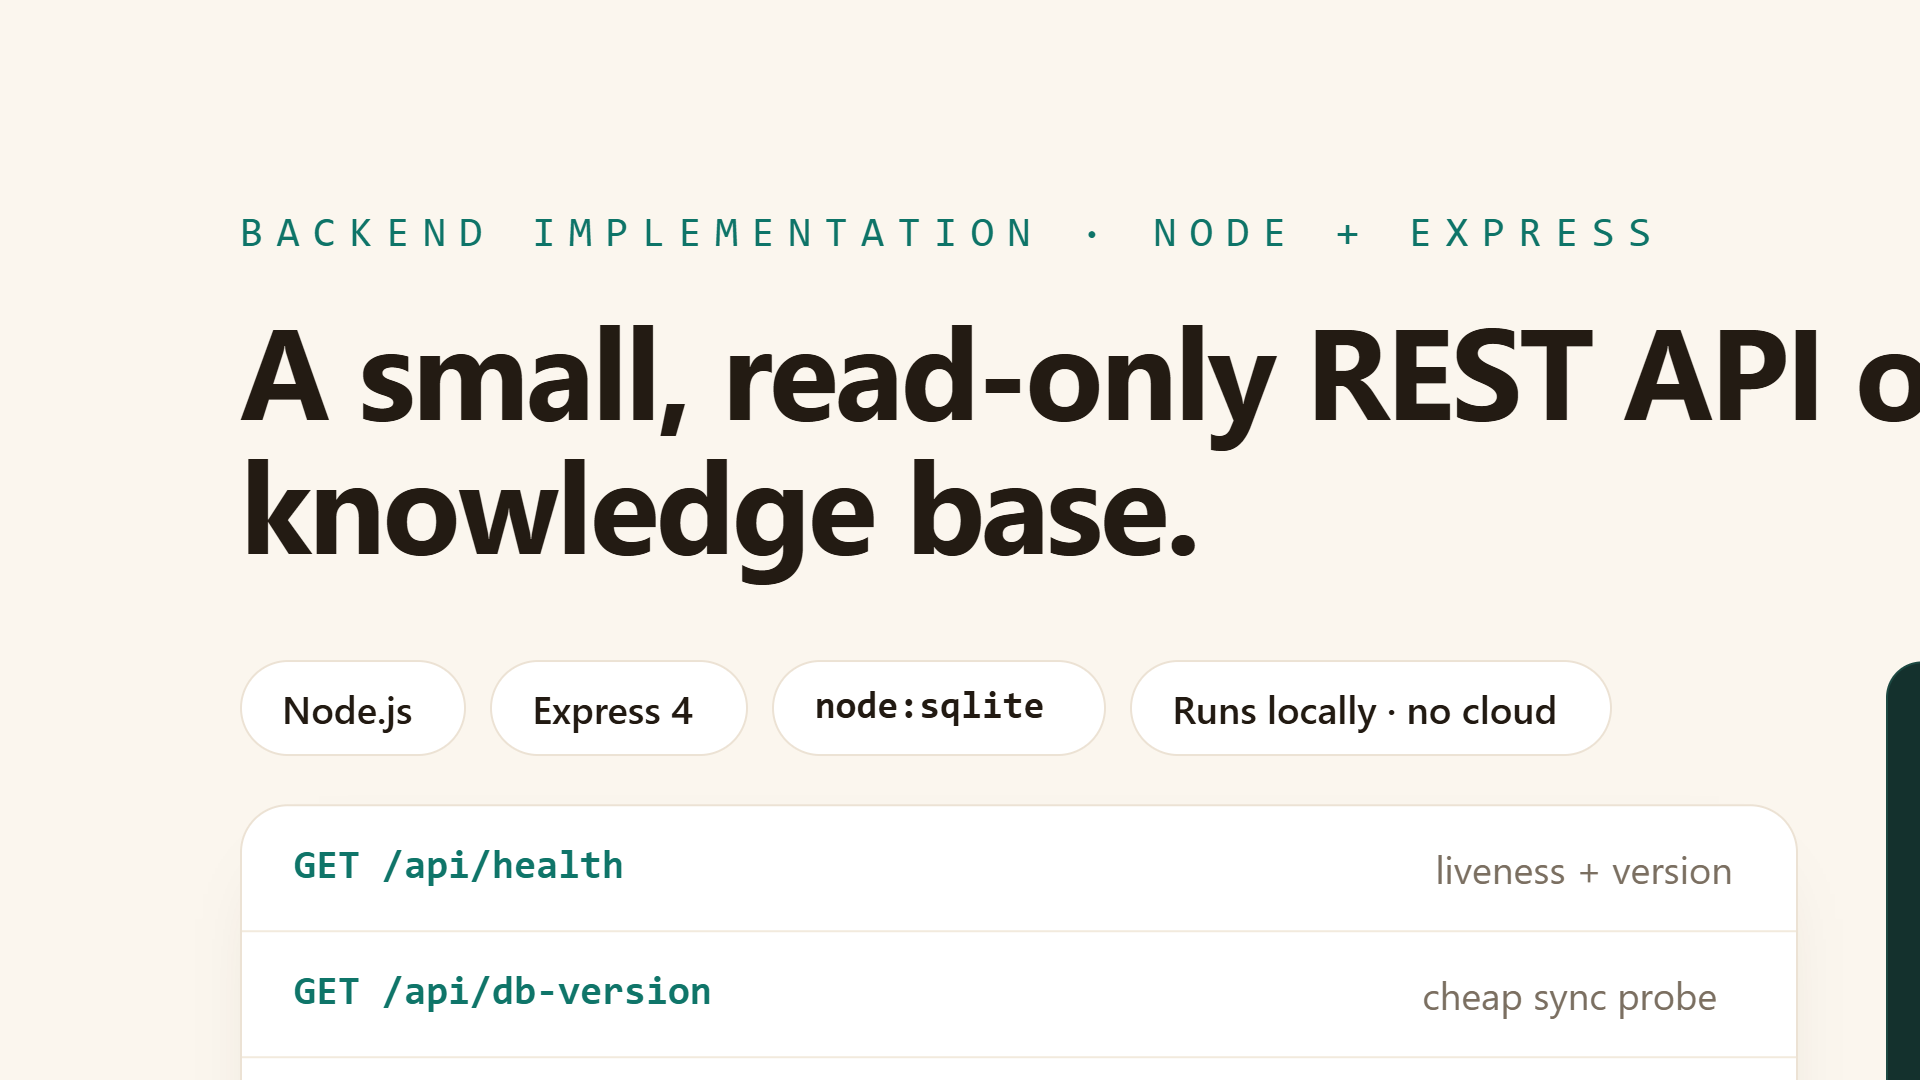 BACKEND IMPLEMENTATION · NODE + EXPRESS
A small, read-only REST API
knowledge base.
Node.js
Express 4
node:sqlite
Runs locally · no cloud
GET /api/health
liveness + version
GET /api/db-version
cheap sync probe